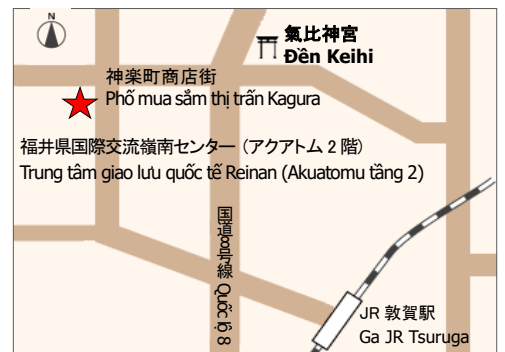 N
氣比神宮
Đền Keihi
神楽町商店街
Phố mua sắm thị trấn Kagura
福井県国際交流嶺南センター（アクアトム 2 階）
Trung tâm giao lưu quốc tế Reinan (Akuatomu tầng 2)
国道8号線 Quốc lộ 8
JR 敦賀駅
Ga JR Tsuruga